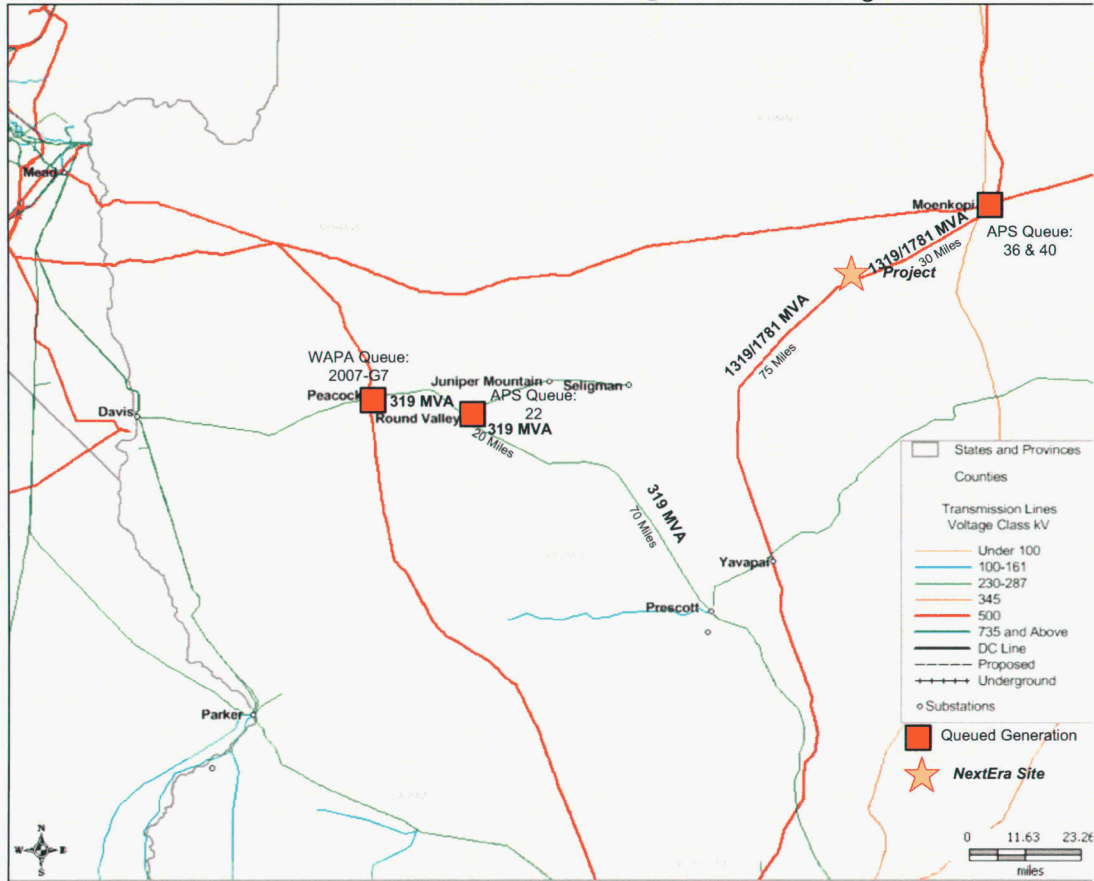 Mead
Moenkopi
APS Queue:
36 & 40
1319/1781 MVA
30 Miles
Project
1319/1781 MVA
75 Miles
WAPA Queue:
2007-G7
Peacock
319 MVA
Juniper Mountain
Seligman
APS Queue:
22
Round Valley
319 MVA
20 Miles
Davis
319 MVA
70 Miles
Yavapai
Prescott
Parker
States and Provinces
Counties
Transmission Lines
Voltage Class kV
Under 100
100-161
230-287
345
500
735 and Above
DC Line
Proposed
Underground
Substations
Queued Generation
NextEra Site
N
W E
S
0 11.63 23.26
miles